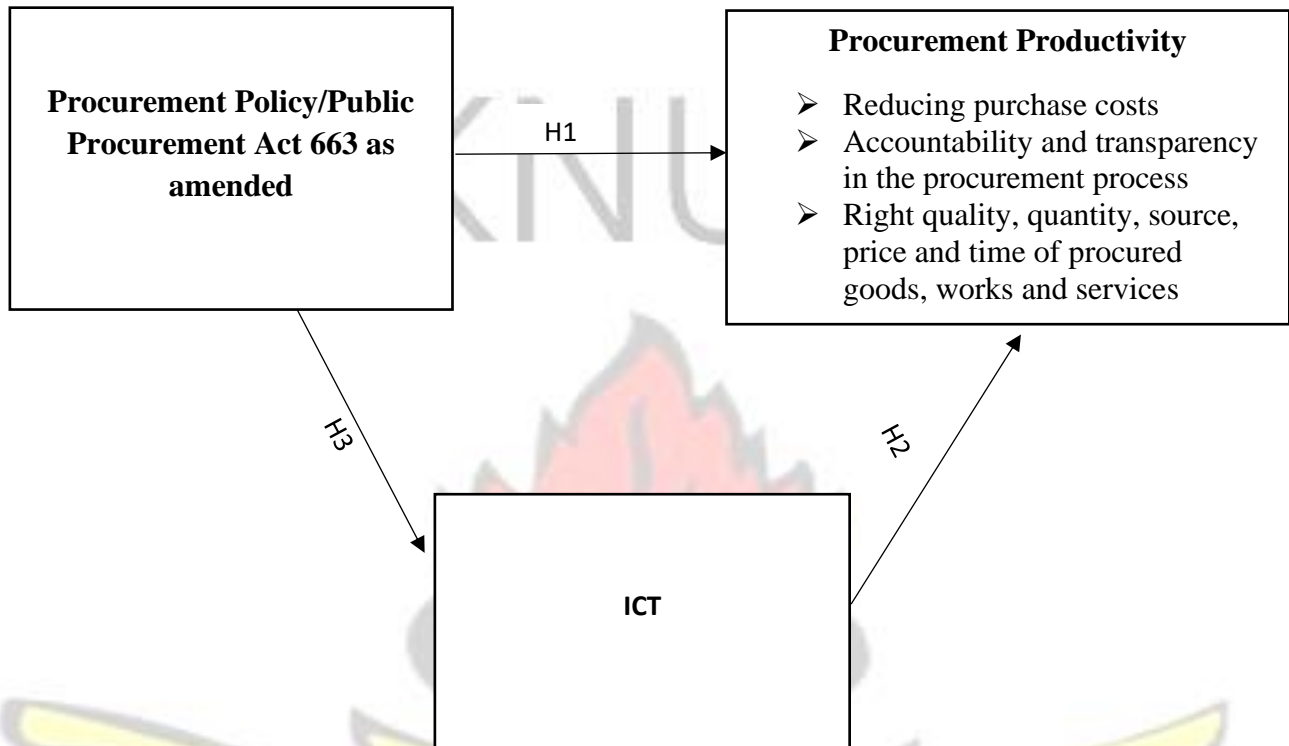 Procurement Policy/Public
Procurement Act 663 as
amended
H1
Procurement Productivity
➢ Reducing purchase costs
➢ Accountability and transparency
in the procurement process
➢ Right quality, quantity, source,
price and time of procured
goods, works and services
H3
H2
ICT
KNU